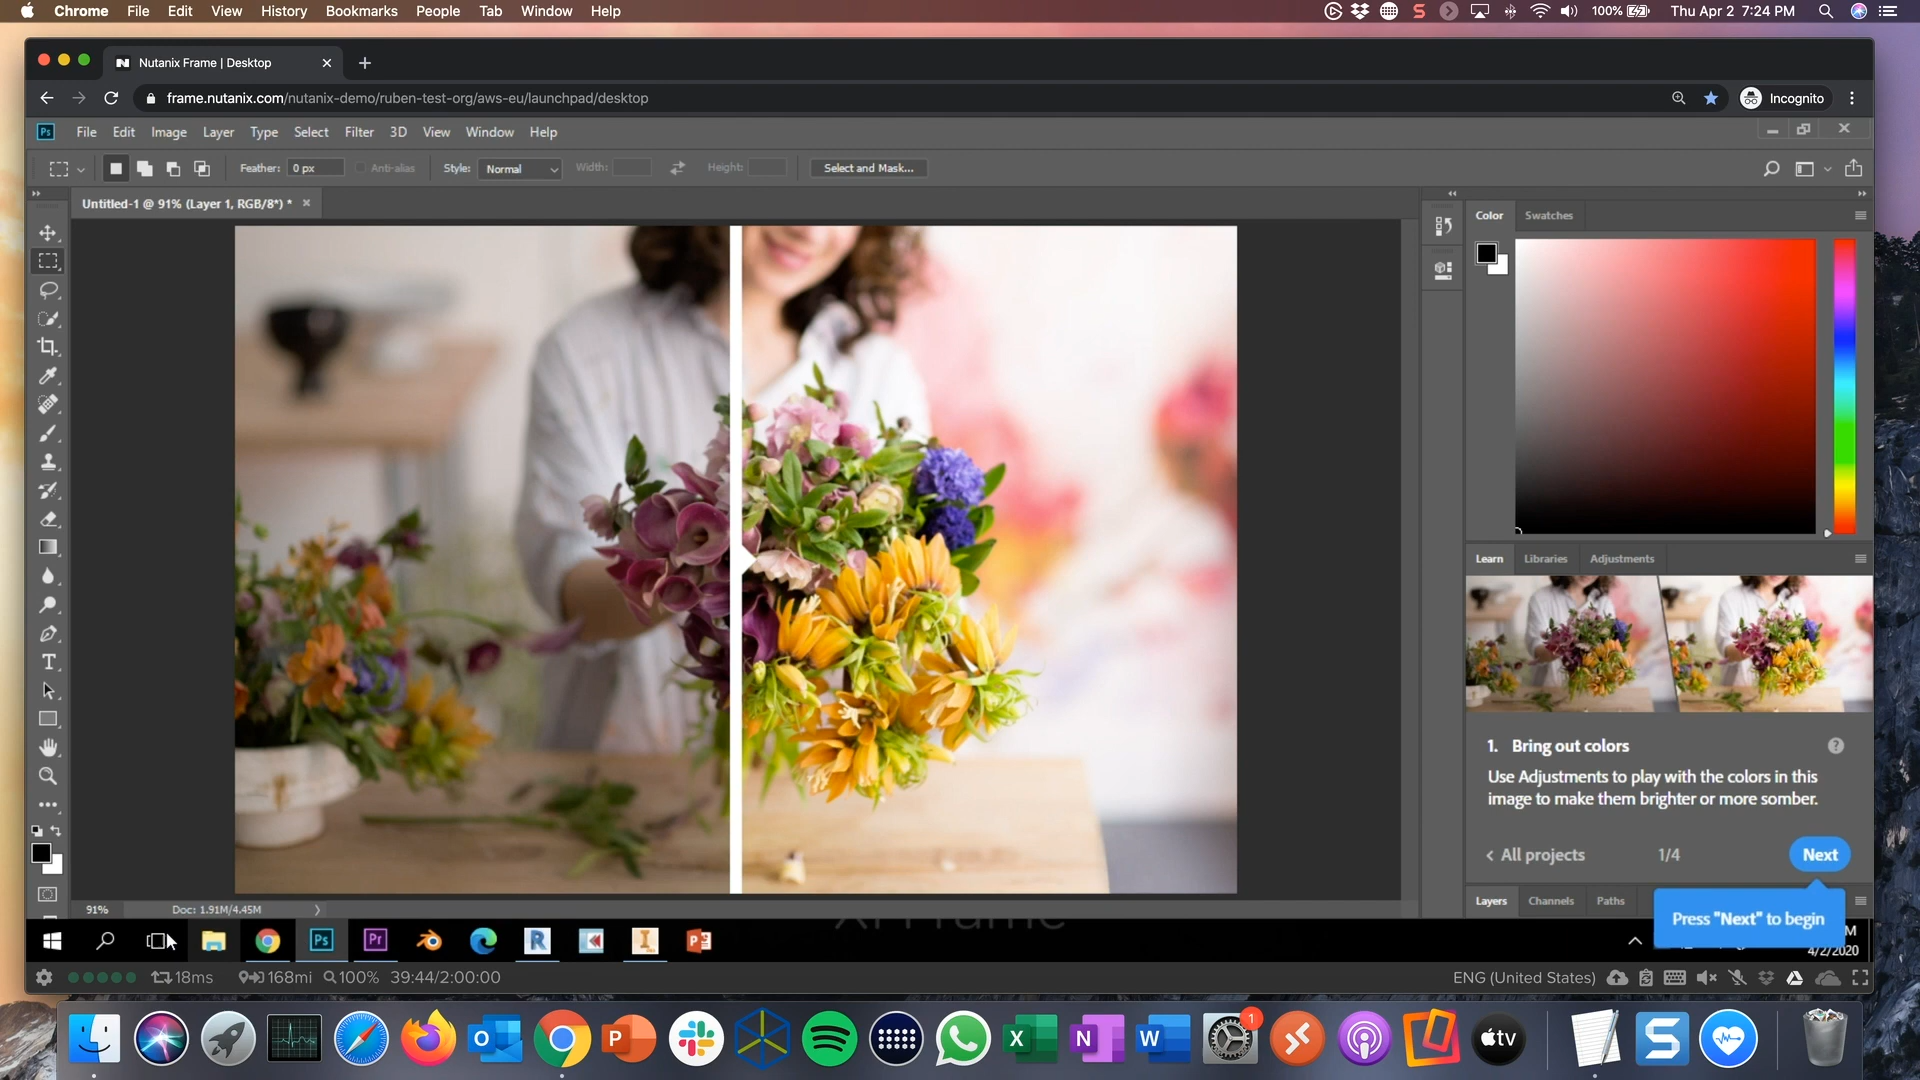 Chrome File Edit View History Bookmarks People Tab Window Help
100% Thu Apr 2 7:24 PM
Nutanix Frame | Desktop
frame.nutanix.com/nutanix-demo/ruben-test-org/aws-eu/launchpad/desktop
Incognito
Ps File Edit Image Layer Type Select Filter 3D View Window Help
Feather: 0 px Anti-alias Style: Normal Width: Height: Select and Mask...
Untitled-1 @ 91% (Layer 1, RGB/8*) *
Color Swatches
Learn Libraries Adjustments
1. Bring out colors
Use Adjustments to play with the colors in this
image to make them brighter or more somber.
All projects 1/4 Next
91% Doc: 1.91M/4.45M
Layers Channels Paths
Press "Next" to begin
Ps Pr
4/2/2020
18ms 168mi 100% 39:44/2:00:00
ENG (United States)
1
tv